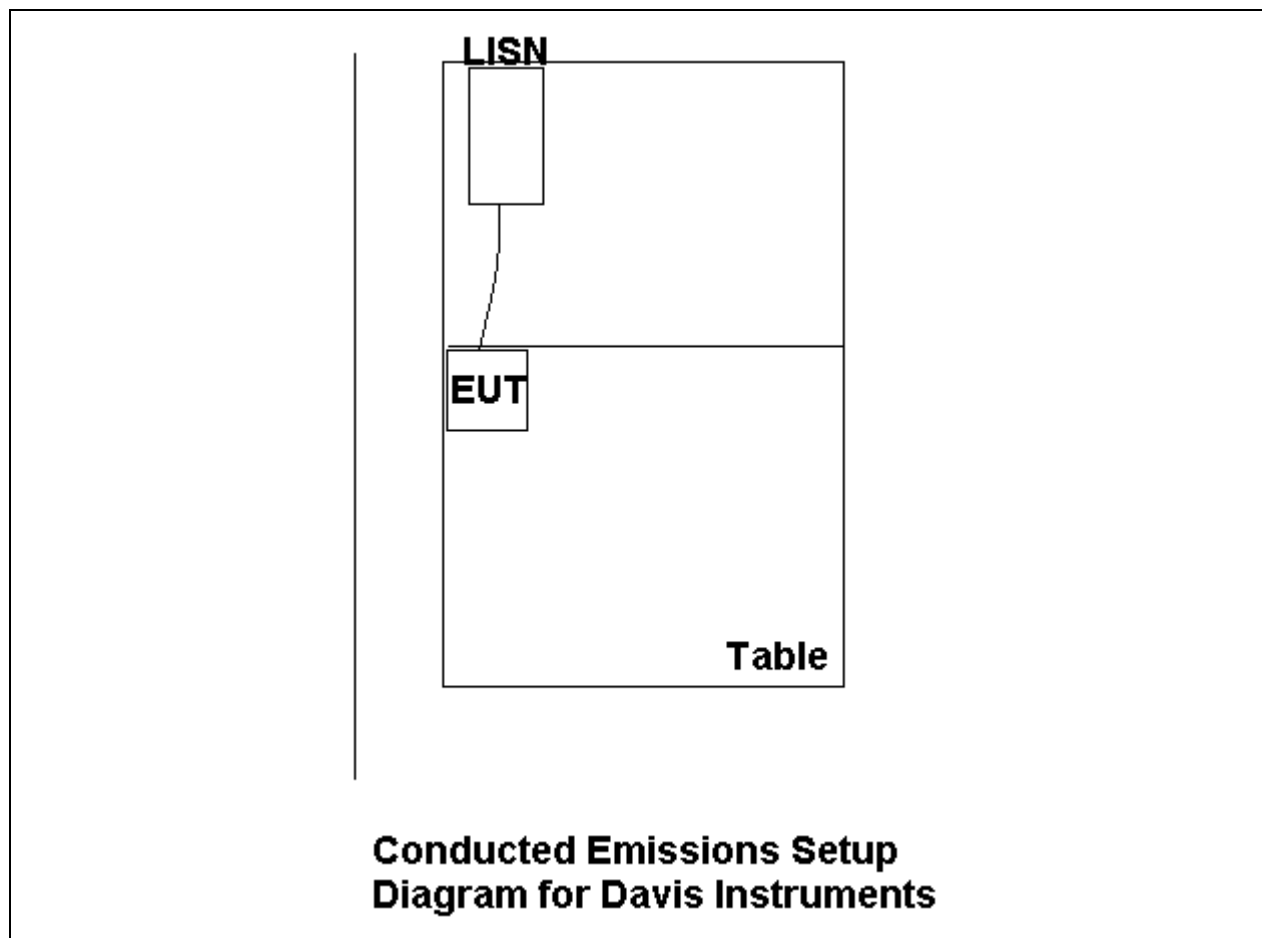 LISN
EUT
Table
Conducted Emissions Setup
Diagram for Davis Instruments